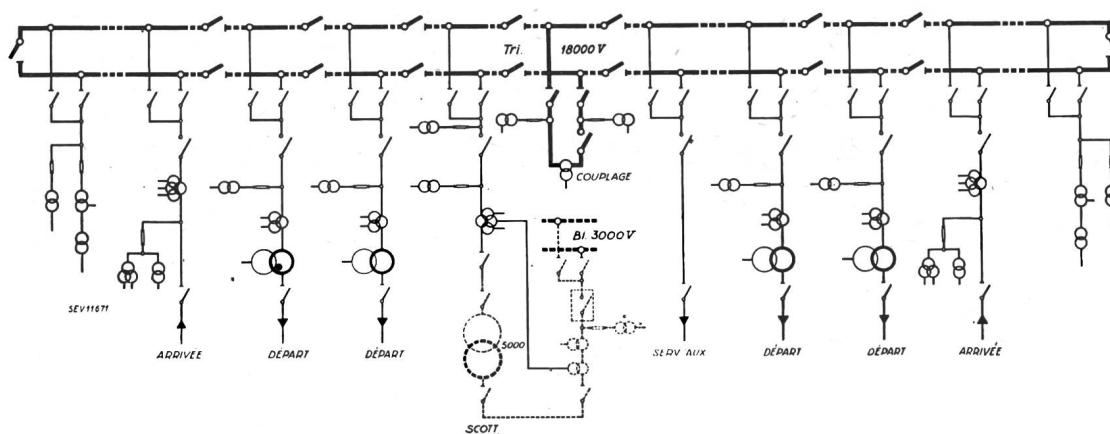 Tri. 18000 V
COUPLAGE
Bi. 3000 V
SEV11671
5000
ARRIVÉE
DÉPART
DÉPART
SERV. AUX
DÉPART
DÉPART
ARRIVÉE
SCOTT